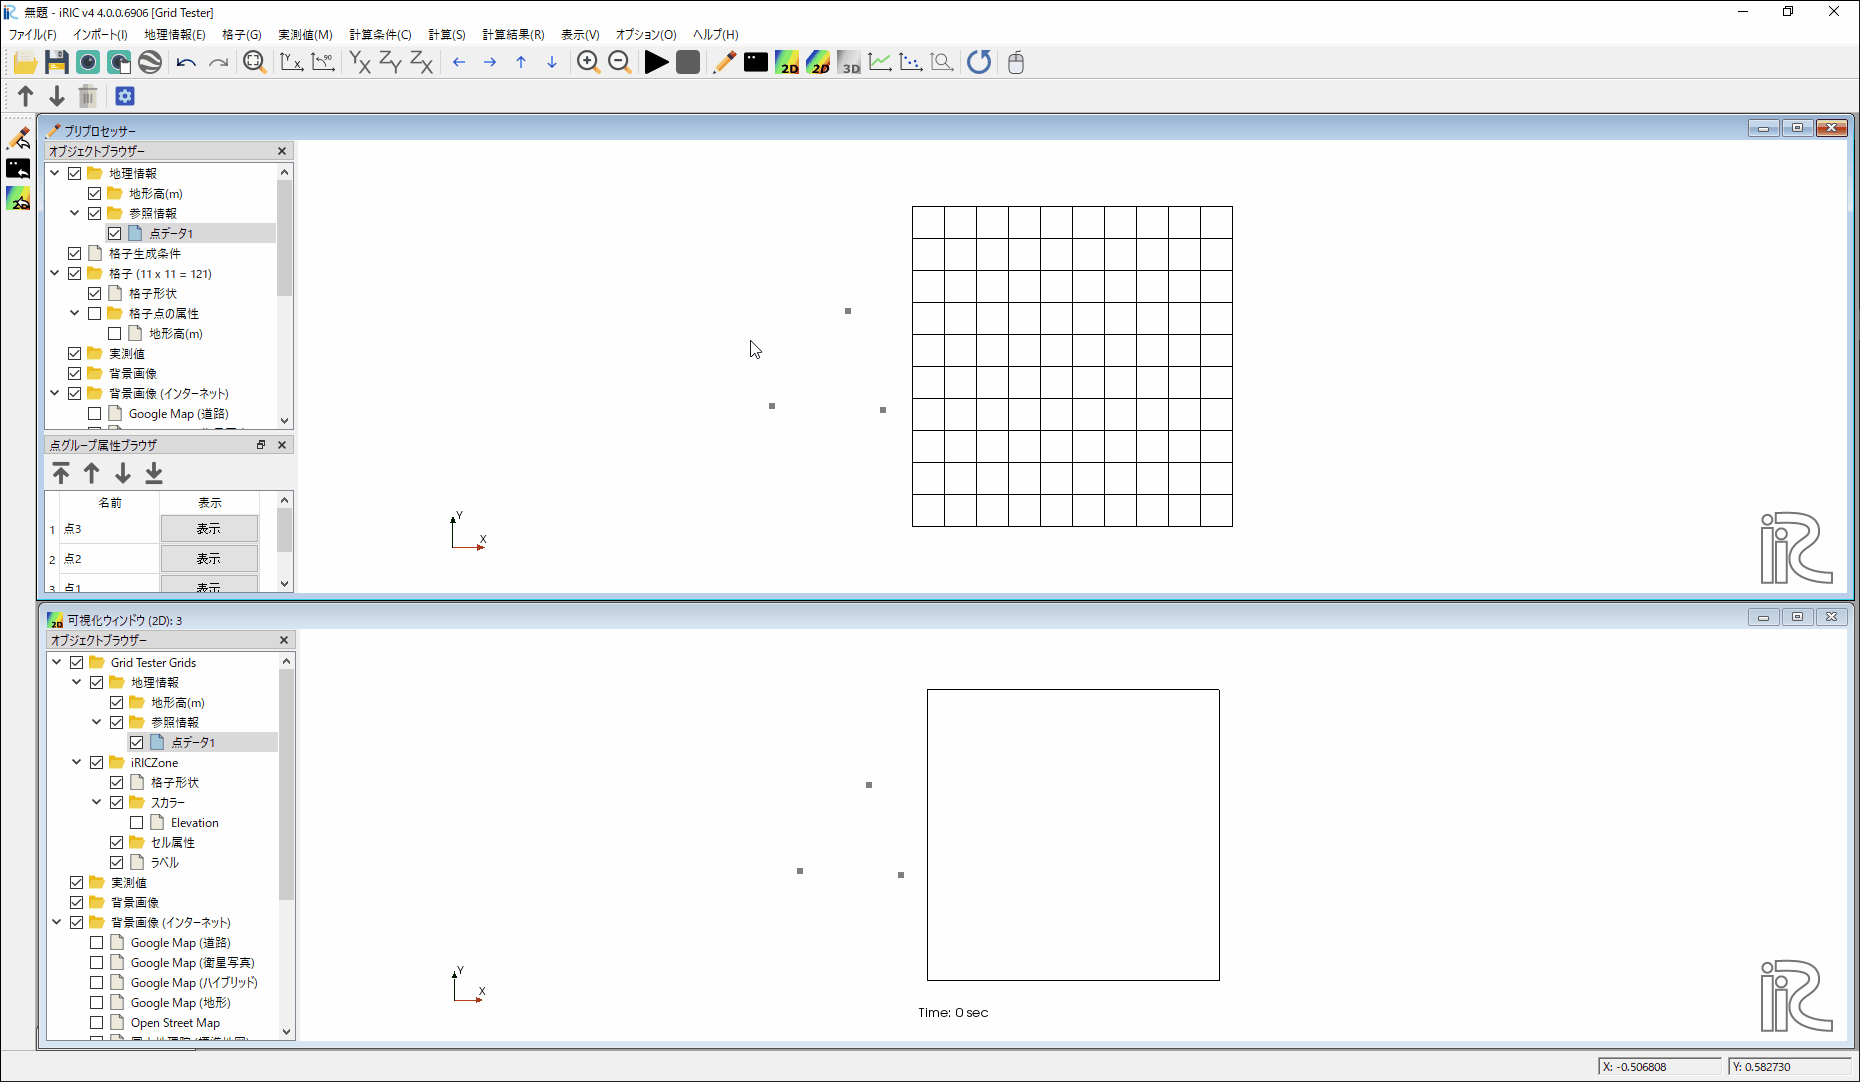 無題 - iRIC v4 4.0.0.6906 [Grid Tester]
ファイル(F) インポート(I) 地理情報(E) 格子(G) 実測値(M) 計算条件(C) 計算(S) 計算結果(R) 表示(V) オプション(O) ヘルプ(H)
プリプロセッサー
オブジェクトブラウザー
地理情報
地形高(m)
参照情報
点データ1
格子生成条件
格子 (11 x 11 = 121)
格子形状
格子点の属性
地形高(m)
実測値
背景画像
背景画像 (インターネット)
Google Map (道路)
点グループ属性ブラウザ
名前 表示
1 点3 表示
2 点2 表示
3 点1 表示
Y
X
iRIC
可視化ウィンドウ (2D): 3
オブジェクトブラウザー
Grid Tester Grids
地理情報
地形高(m)
参照情報
点データ1
iRICZone
格子形状
スカラー
Elevation
セル属性
ラベル
実測値
背景画像
背景画像 (インターネット)
Google Map (道路)
Google Map (衛星写真)
Google Map (ハイブリッド)
Google Map (地形)
Open Street Map
Y
X
Time: 0 sec
iRIC
X: -0.506808 Y: 0.582730